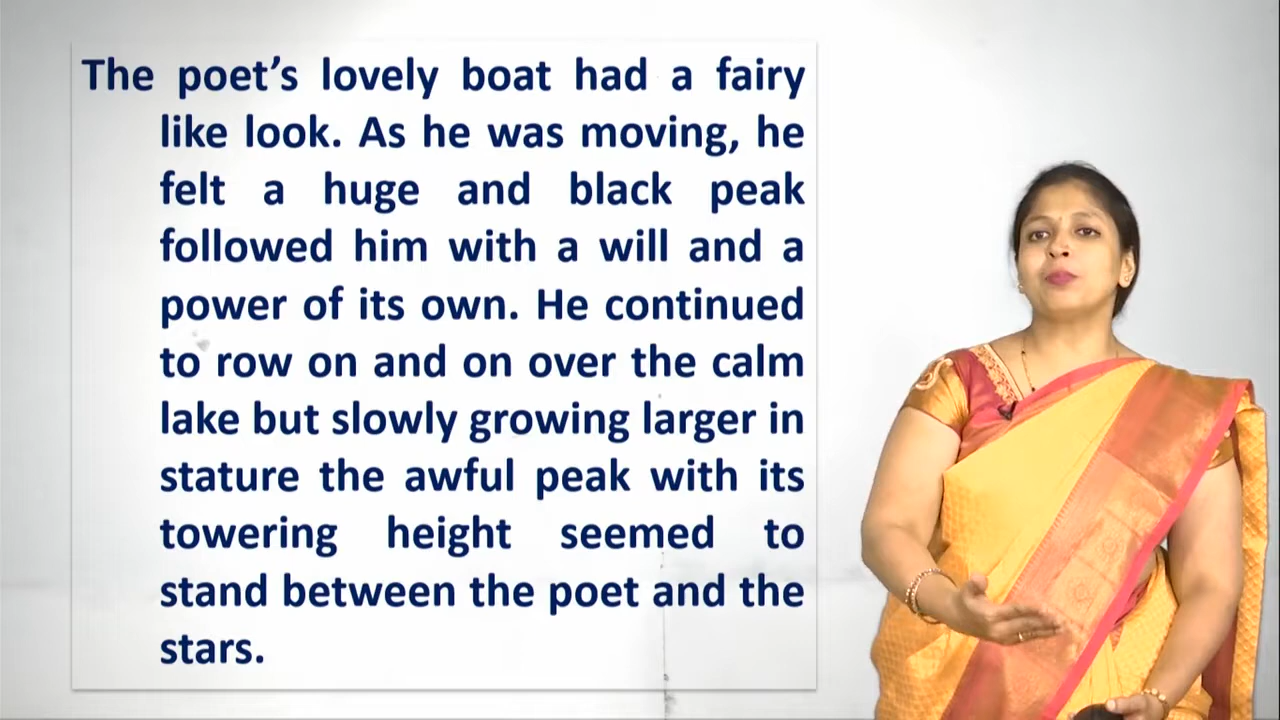 The poet’s lovely boat had a fairy
like look. As he was moving, he
felt a huge and black peak
followed him with a will and a
power of its own. He continued
to row on and on over the calm
lake but slowly growing larger in
stature the awful peak with its
towering height seemed to
stand between the poet and the
stars.